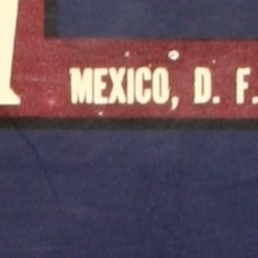 MEXICO, D. F.